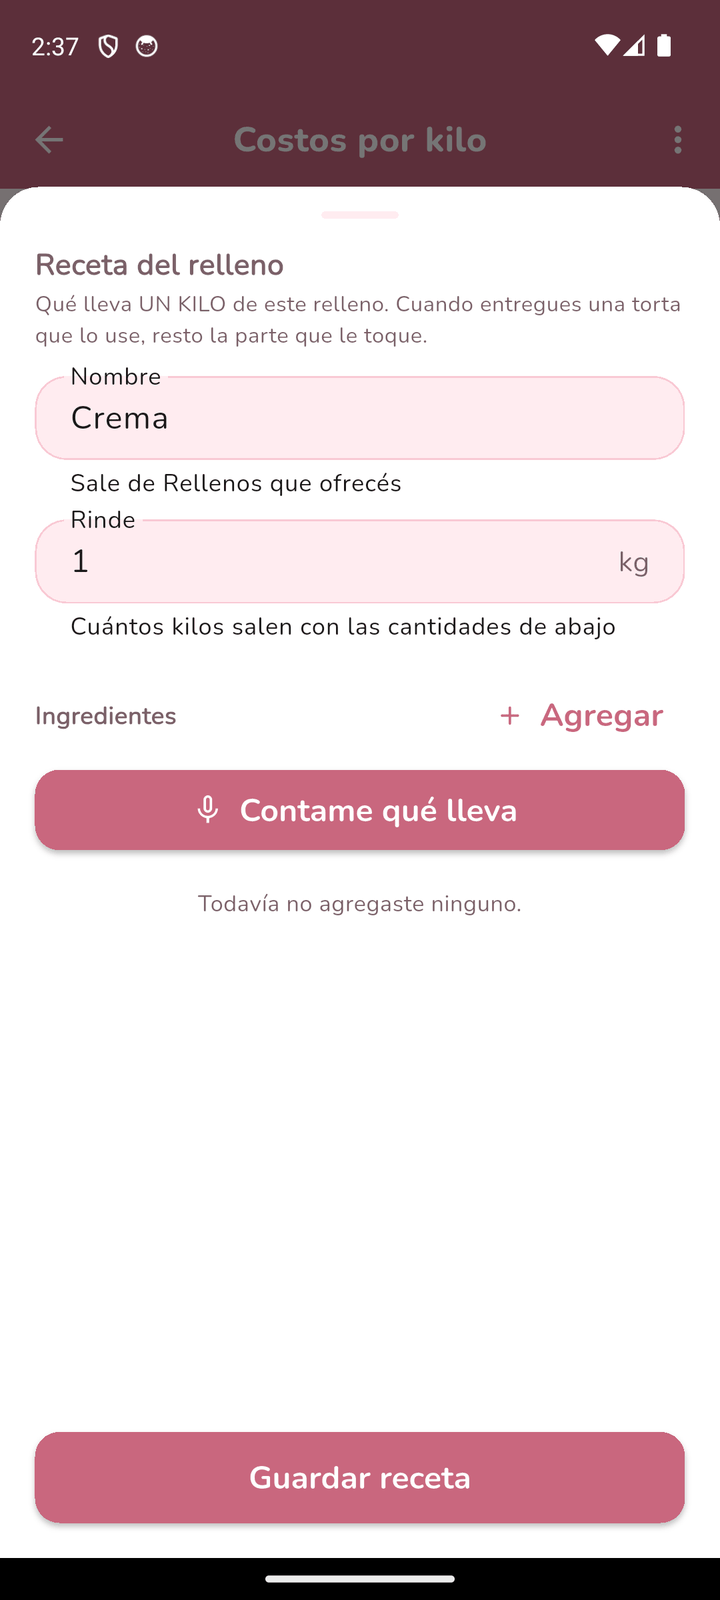 2:37
Costos por kilo
Receta del relleno
Qué lleva UN KILO de este relleno. Cuando entregues una torta
que lo use, resto la parte que le toque.
Nombre
Crema
Sale de Rellenos que ofrecés
Rinde
1 kg
Cuántos kilos salen con las cantidades de abajo
Ingredientes
+ Agregar
Contame qué lleva
Todavía no agregaste ninguno.
Guardar receta